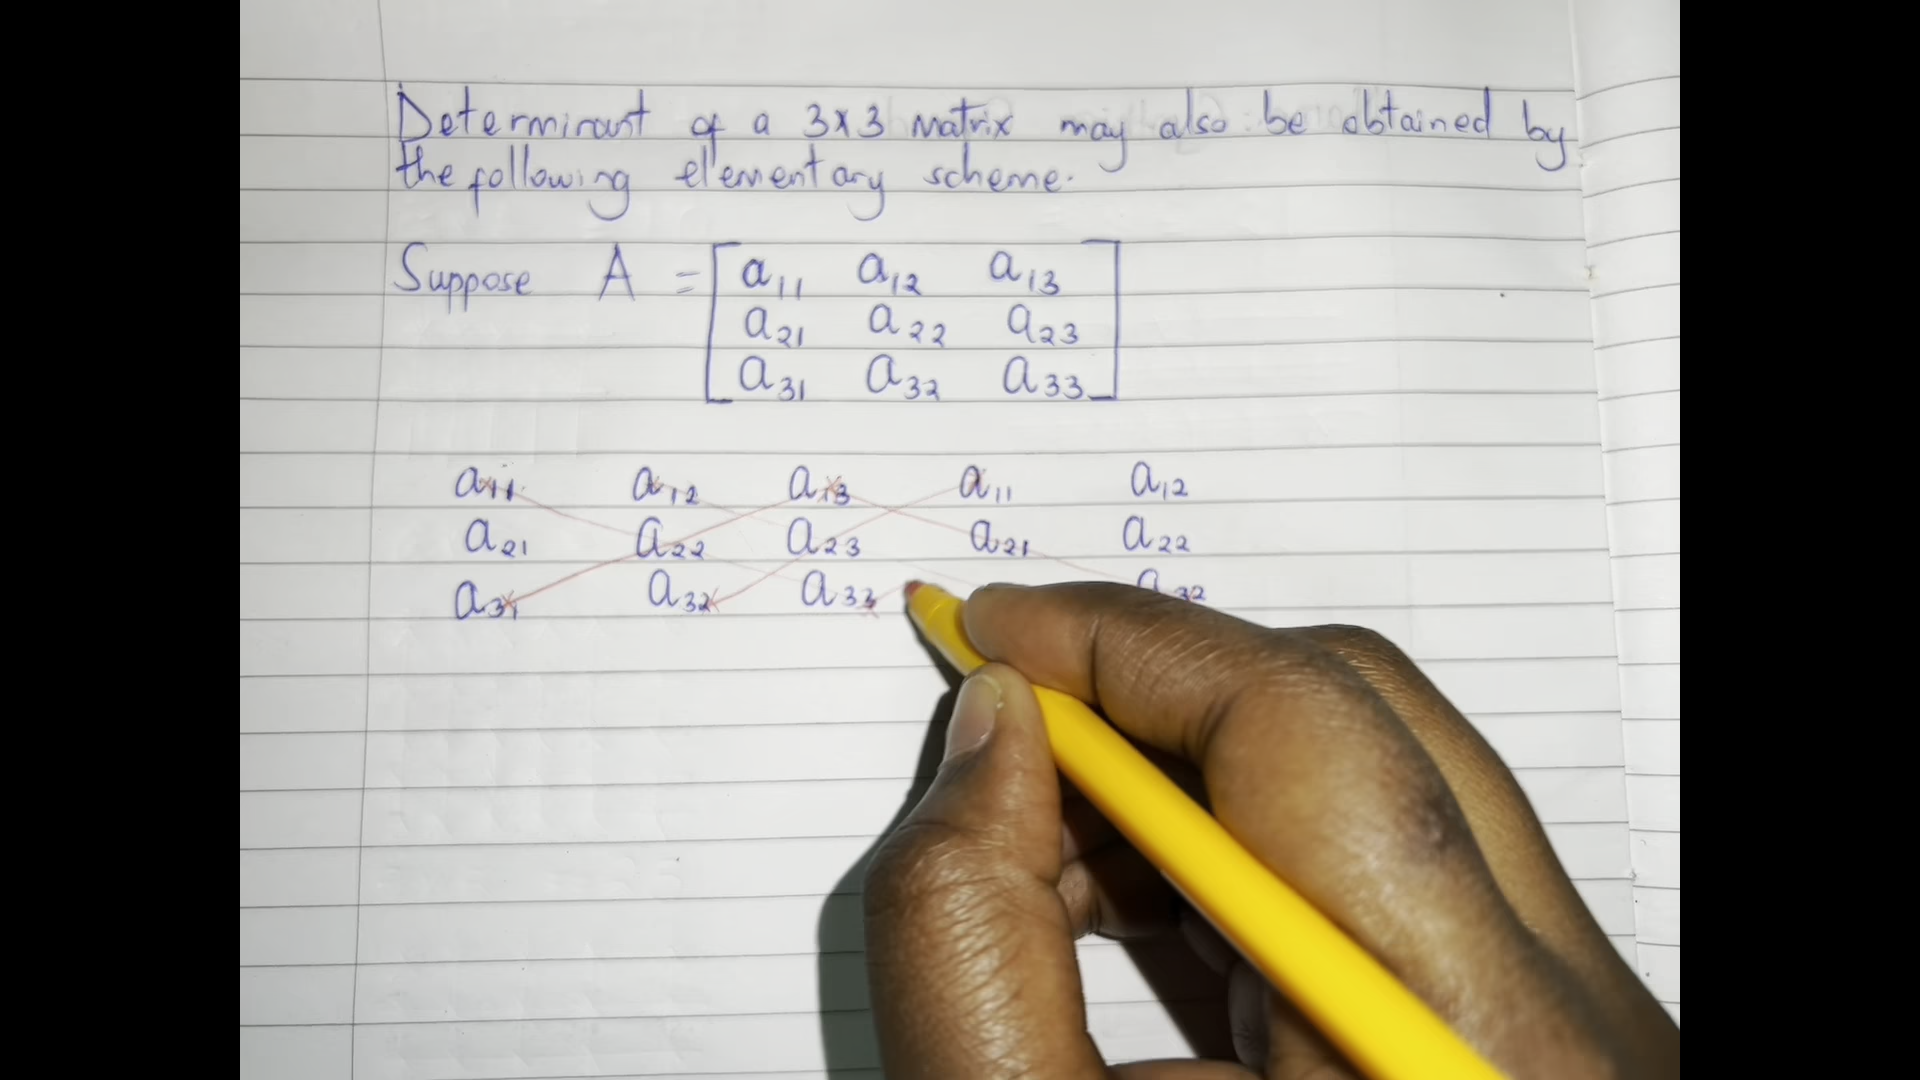 Determinant of a 3x3 Matrix may also be obtained by
the following elementary scheme.
Suppose A = [ a₁₁ a₁₂ a₁₃
a₂₁ a₂₂ a₂₃
a₃₁ a₃₂ a₃₃ ]
a₁₁ a₁₂ a₁₃ a₁₁ a₁₂
a₂₁ a₂₂ a₂₃ a₂₁ a₂₂
a₃₁ a₃₂ a₃₃ a₃₂